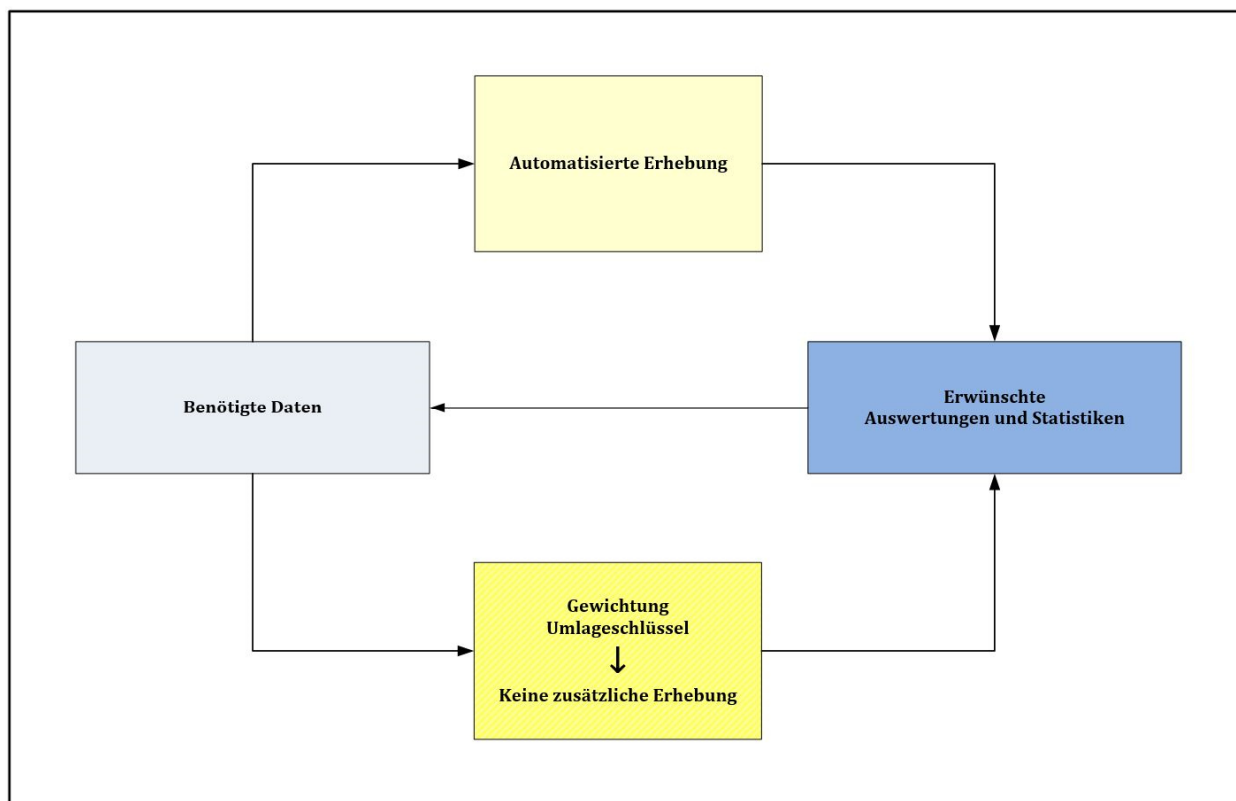 Automatisierte Erhebung
Benötigte Daten
Erwünschte
Auswertungen und Statistiken
Gewichtung
Umlageschlüssel
Keine zusätzliche Erhebung